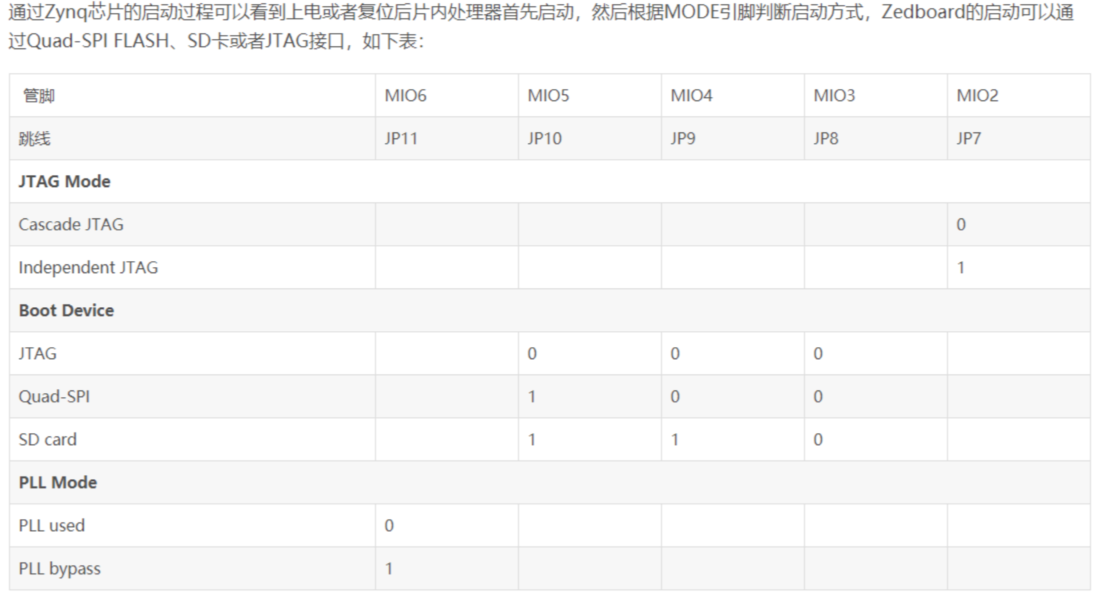 通过Zynq芯片的启动过程可以看到上电或者复位后片内处理器首先启动，然后根据MODE引脚判断启动方式，Zedboard的启动可以通
过Quad-SPI FLASH、SD卡或者JTAG接口，如下表：
管脚 MIO6 MIO5 MIO4 MIO3 MIO2
跳线 JP11 JP10 JP9 JP8 JP7
JTAG Mode
Cascade JTAG 0
Independent JTAG 1
Boot Device
JTAG 0 0 0
Quad-SPI 1 0 0
SD card 1 1 0
PLL Mode
PLL used 0
PLL bypass 1